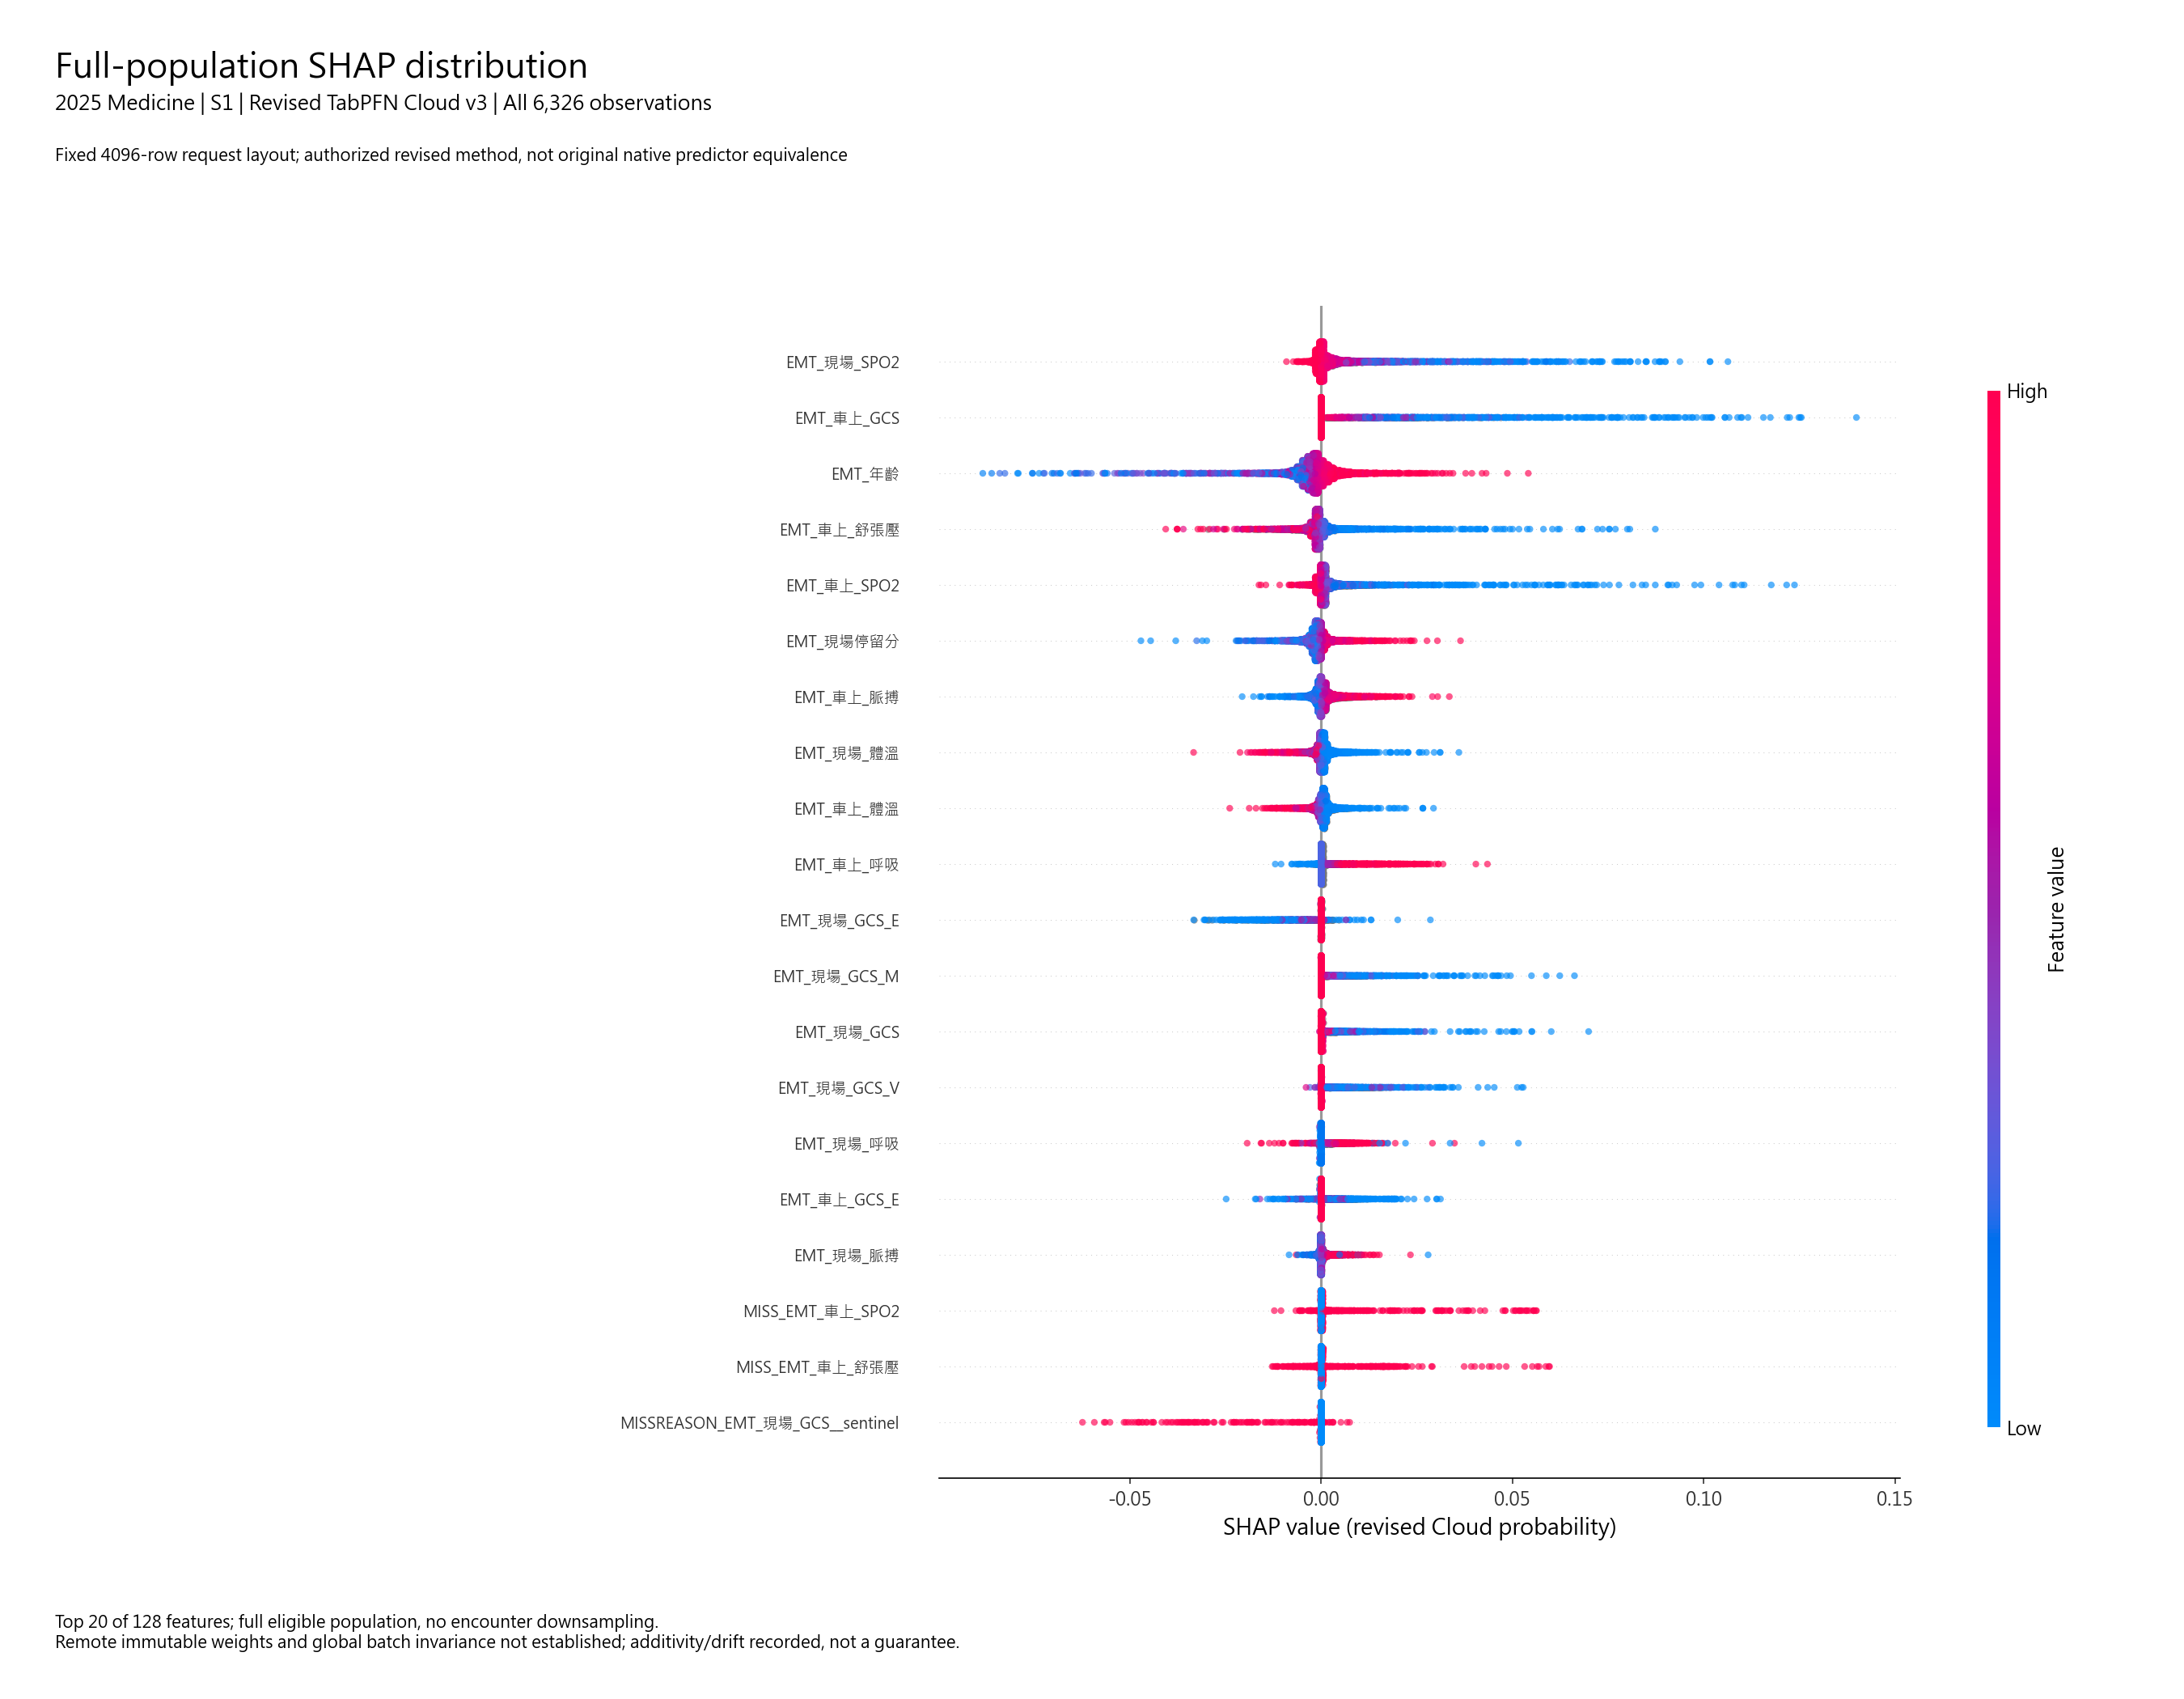 Full-population SHAP distribution
2025 Medicine | S1 | Revised TabPFN Cloud v3 | All 6,326 observations
Fixed 4096-row request layout; authorized revised method, not original native predictor equivalence
EMT_現場_SPO2
EMT_車上_GCS
EMT_年齡
EMT_車上_舒張壓
EMT_車上_SPO2
EMT_現場停留分
EMT_車上_脈搏
EMT_現場_體溫
EMT_車上_體溫
EMT_車上_呼吸
EMT_現場_GCS_E
EMT_現場_GCS_M
EMT_現場_GCS
EMT_現場_GCS_V
EMT_現場_呼吸
EMT_車上_GCS_E
EMT_現場_脈搏
MISS_EMT_車上_SPO2
MISS_EMT_車上_舒張壓
MISSREASON_EMT_現場_GCS__sentinel
-0.05 0.00 0.05 0.10 0.15
SHAP value (revised Cloud probability)
High
Feature value
Low
Top 20 of 128 features; full eligible population, no encounter downsampling.
Remote immutable weights and global batch invariance not established; additivity/drift recorded, not a guarantee.